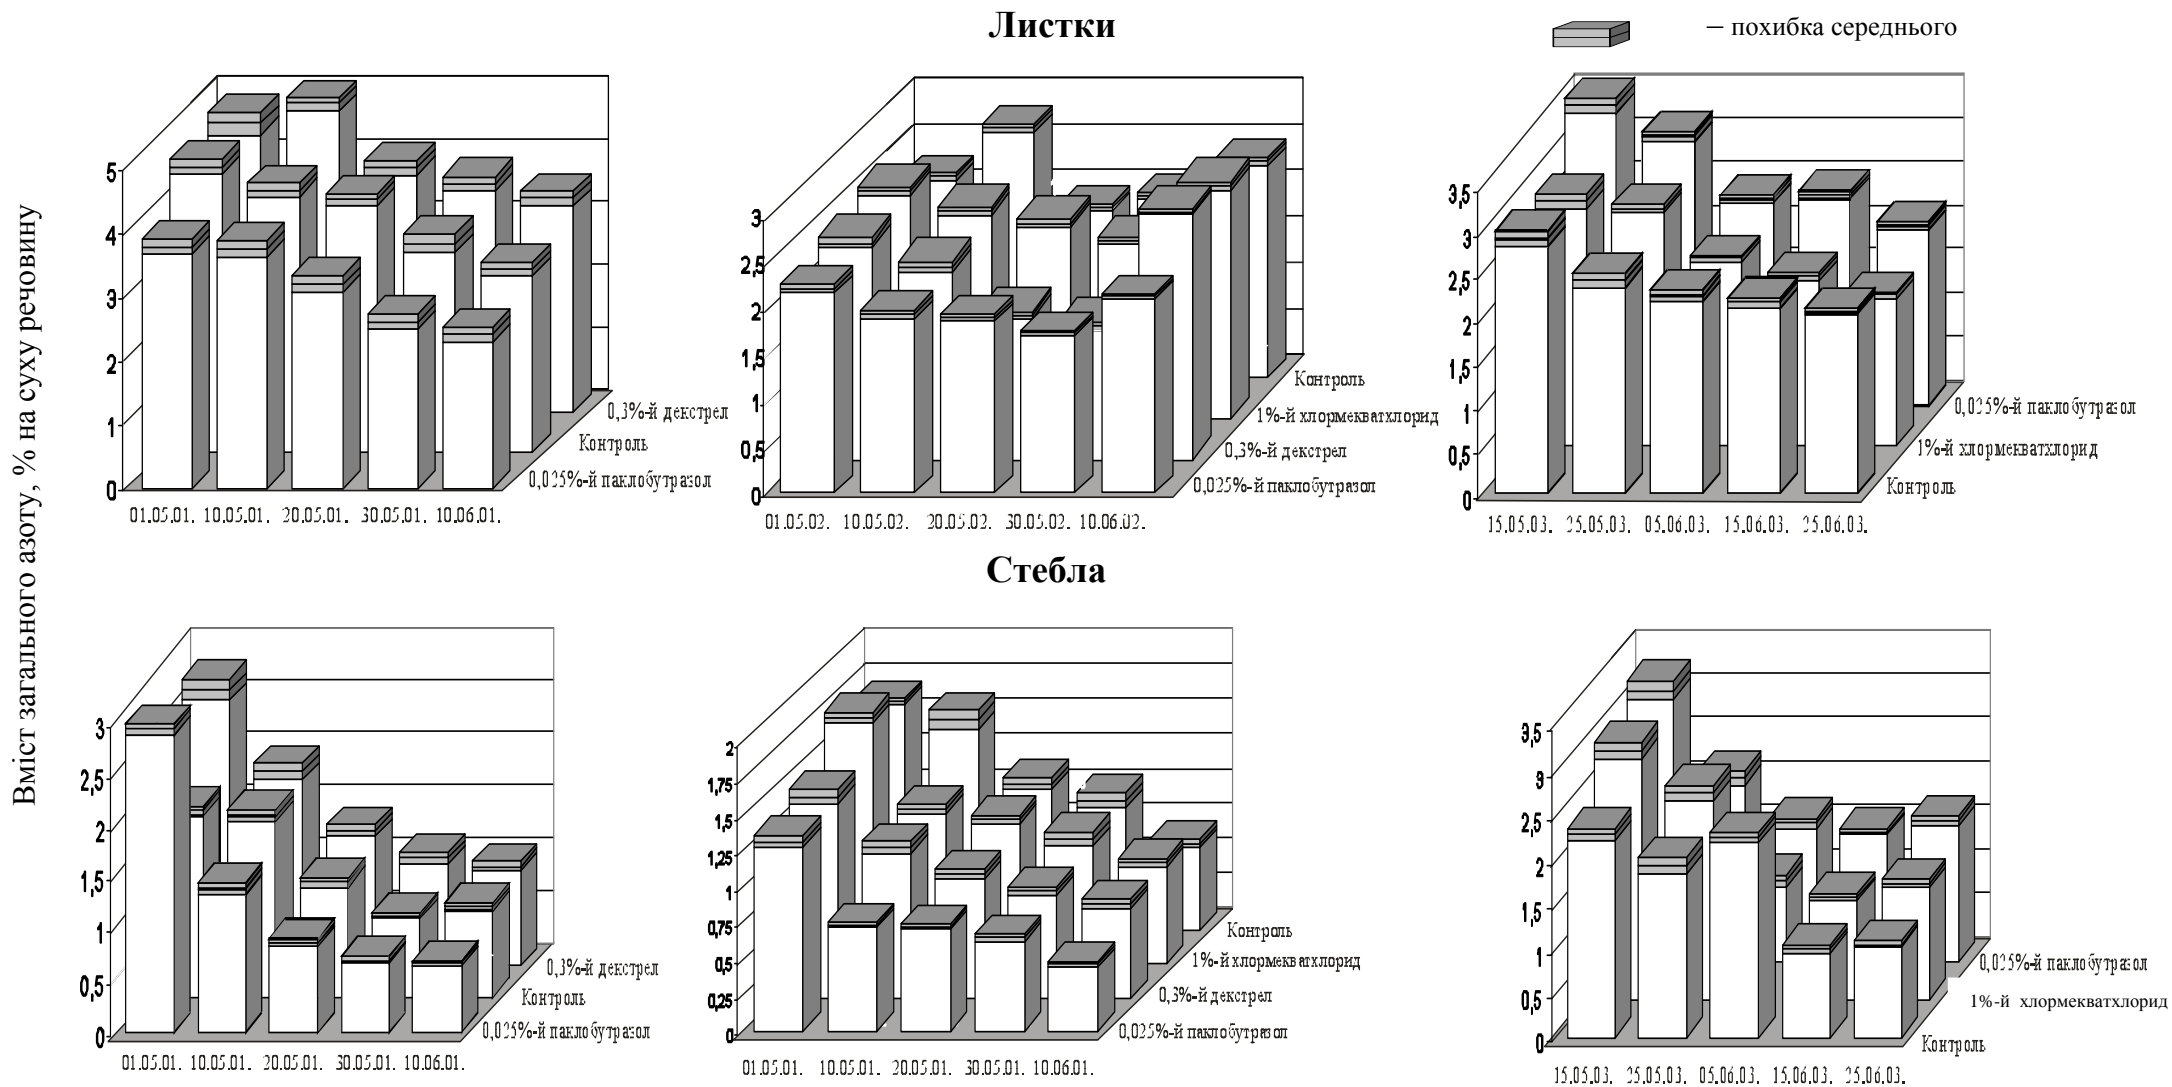 Листки
– похибка середнього
Вміст загального азоту, % на суху речовину
5
4
3
2
1
0
01.05.01. 10.05.01. 20.05.01. 30.05.01. 10.06.01.
0,3%-й декстрел
Контроль
0,025%-й паклобутразол
3
2,5
2
1,5
1
0,5
0
01.05.02. 10.05.02. 20.05.02. 30.05.02. 10.06.02.
Контроль
1%-й хлормекватхлорид
0,3%-й декстрел
0,025%-й паклобутразол
3,5
3
2,5
2
1,5
1
0,5
0
15.05.03. 25.05.03. 05.06.03. 15.06.03. 25.06.03.
0,025%-й паклобутразол
1%-й хлормекватхлорид
Контроль
Стебла
3
2,5
2
1,5
1
0,5
0
01.05.01. 10.05.01. 20.05.01. 30.05.01. 10.06.01.
0,3%-й декстрел
Контроль
0,025%-й паклобутразол
2
1,75
1,5
1,25
1
0,75
0,5
0,25
0
01.05.01. 10.05.01. 20.05.01. 30.05.01. 10.06.01.
Контроль
1%-й хлормекватхлорид
0,3%-й декстрел
0,025%-й паклобутразол
3,5
3
2,5
2
1,5
1
0,5
0
15.05.03. 25.05.03. 05.06.03. 15.06.03. 25.06.03.
0,025%-й паклобутразол
1%-й хлормекватхлорид
Контроль